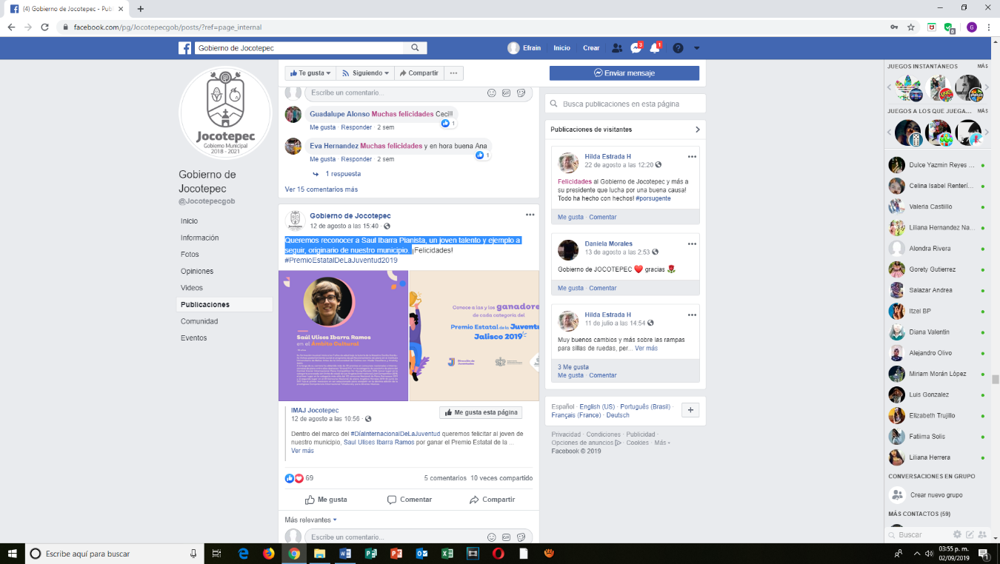 (4) Gobierno de Jocotepec - Publ
facebook.com/pg/Jocotepecgob/posts/?ref=page_internal
Gobierno de Jocotepec
Efrain
Inicio
Crear
3
1
Jocotepec
Gobierno Municipal
2018 - 2021
Gobierno de
Jocotepec
@Jocotepecgob
Inicio
Información
Fotos
Opiniones
Videos
Publicaciones
Comunidad
Eventos
Te gusta
Siguiendo
Compartir
Enviar mensaje
Escribe un comentario...
Guadalupe Alonso Muchas felicidades Ceci!!
1
Me gusta · Responder · 2 sem
Eva Hernandez Muchas felicidades y en hora buena Ana
1
Me gusta · Responder · 2 sem
1 respuesta
Ver 15 comentarios más
Gobierno de Jocotepec
12 de agosto a las 15:40
Queremos reconocer a Saul Ibarra Pianista, un joven talento y ejemplo a
seguir, originario de nuestro municipio. ¡Felicidades!
#PremioEstatalDeLaJuventud2019
Saúl Ulises Ibarra Ramos
en el Ámbito Cultural
Conoce a las y los ganadore
de cada categoría del
Premio Estatal de la Juventu
Jalisco 2019
IMAJ Jocotepec
12 de agosto a las 10:56
Me gusta esta página
Dentro del marco del #DíaInternacionalDeLaJuventud queremos felicitar al joven de
nuestro municipio, Saul Ulises Ibarra Ramos por ganar el Premio Estatal de la ...
Ver más
69
5 comentarios 10 veces compartido
Me gusta
Comentar
Compartir
Más relevantes
Escribe un comentario...
Busca publicaciones en esta página
Publicaciones de visitantes
Hilda Estrada H
22 de agosto a las 12:20
Felicidades al Gobierno de Jocotepec y más a
su presidente que lucha por una buena causa!
Todo ha hecho con hechos! #porsugente
Me gusta · Comentar
Daniela Morales
13 de agosto a las 2:53
Gobierno de JOCOTEPEC ❤️ gracias 🌹
Me gusta · Comentar
Hilda Estrada H
11 de julio a las 14:54
Muy buenos cambios y más sobre las rampas
para sillas de ruedas, per... Ver más
3 Me gusta
Me gusta · Comentar
Español · English (US) · Português (Brasil) ·
Français (France) · Deutsch
Privacidad · Condiciones · Publicidad ·
Opciones de anuncios · Cookies · Más
Facebook © 2019
JUEGOS INSTANTÁNEOS MÁS
JUEGOS A LOS QUE JUEGA... MÁS
Dulce Yazmin Reyes ...
Celina Isabel Renterí...
Valeria Castiillo
Liliana Hernandez Na...
Alondra Rivera
Gorety Gutierrez
Salazar Andrea
Itzel BP
Diana Valentin
Alejandro Olivo
Miriam Morán López
Luis Gonzalez
Elizabeth Trujillo
Fatiima Solis
Liliana Herrera
CONVERSACIONES EN GRUPO
Crear nuevo grupo
MÁS CONTACTOS (59)
Buscar
Escribe aquí para buscar
03:55 p. m.
02/09/2019